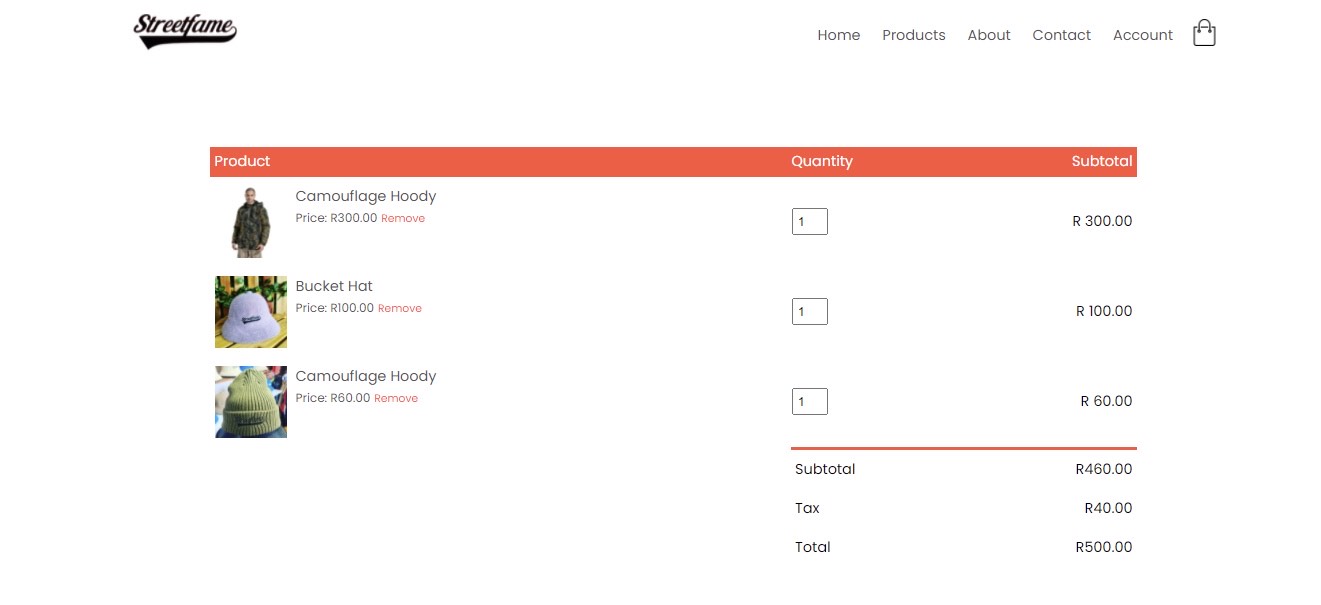 Streetfame
Home Products About Contact Account
Product Quantity Subtotal
Camouflage Hoody
Price: R300.00 Remove
1 R 300.00
Bucket Hat
Price: R100.00 Remove
1 R 100.00
Camouflage Hoody
Price: R60.00 Remove
1 R 60.00
Subtotal R460.00
Tax R40.00
Total R500.00